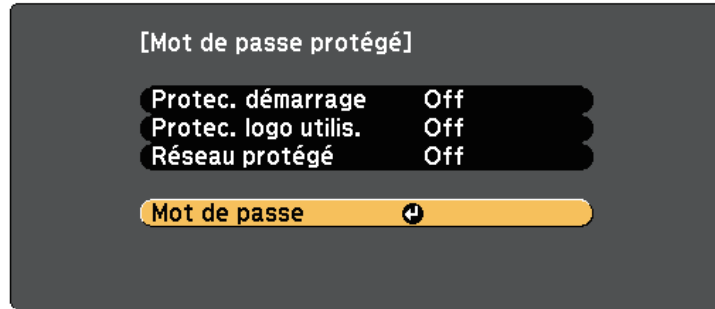 [Mot de passe protégé]
Protec. démarrage Off
Protec. logo utilis. Off
Réseau protégé Off
Mot de passe